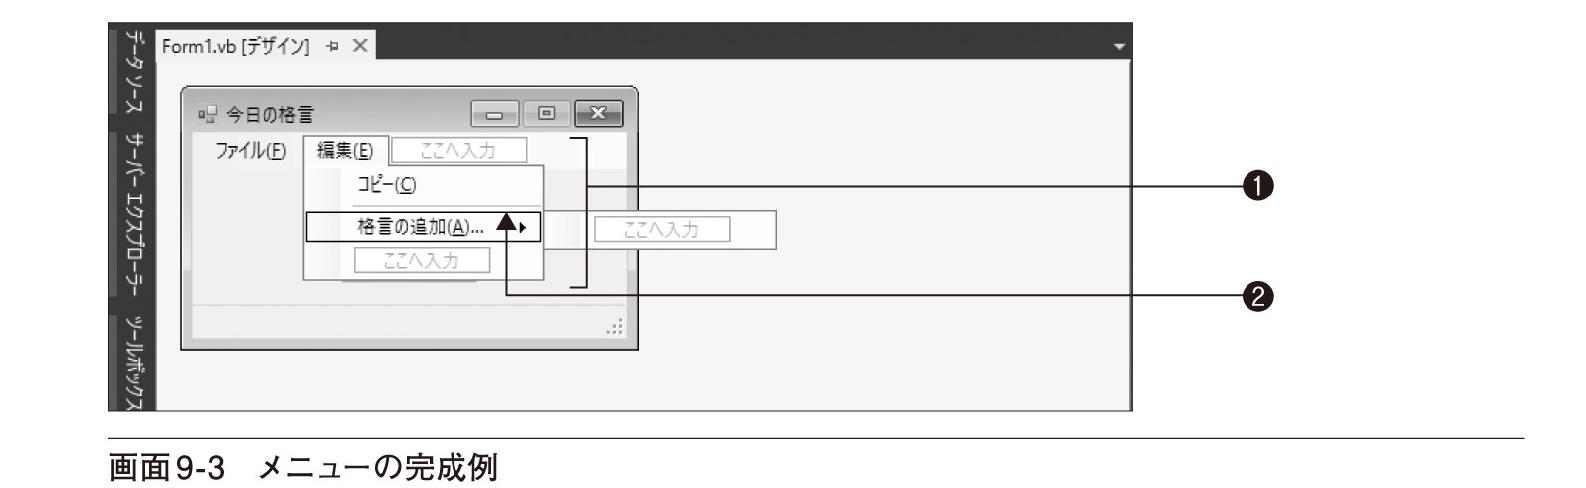 Form1.vb [デザイン]
データ ソース
サーバー エクスプローラー
ツールボックス
今日の格言
ファイル(F) 編集(E) ここへ入力
コピー(C)
格言の追加(A)...
ここへ入力
ここへ入力
❶
❷
画面9-3 メニューの完成例